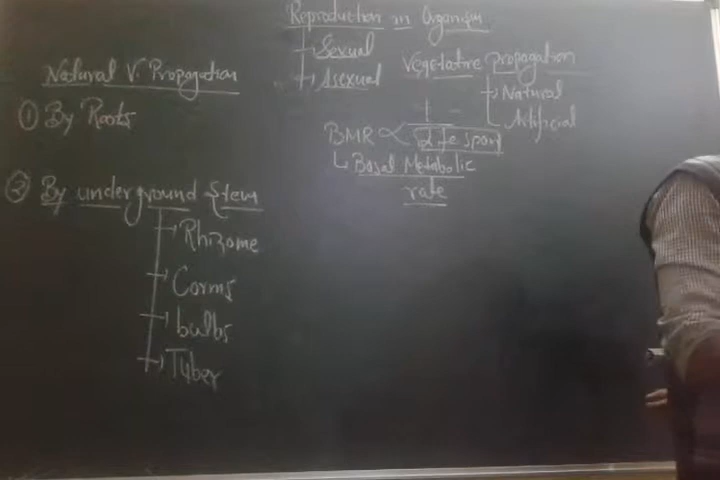 Reproduction in Organism
Sexual
Asexual
Vegetative propagation
Natural
Artificial
BMR ∝ 1 / Life span
Basal Metabolic
rate
Natural V. Propagation
① By Roots
② By underground Stem
Rhizome
Corms
bulbs
Tuber